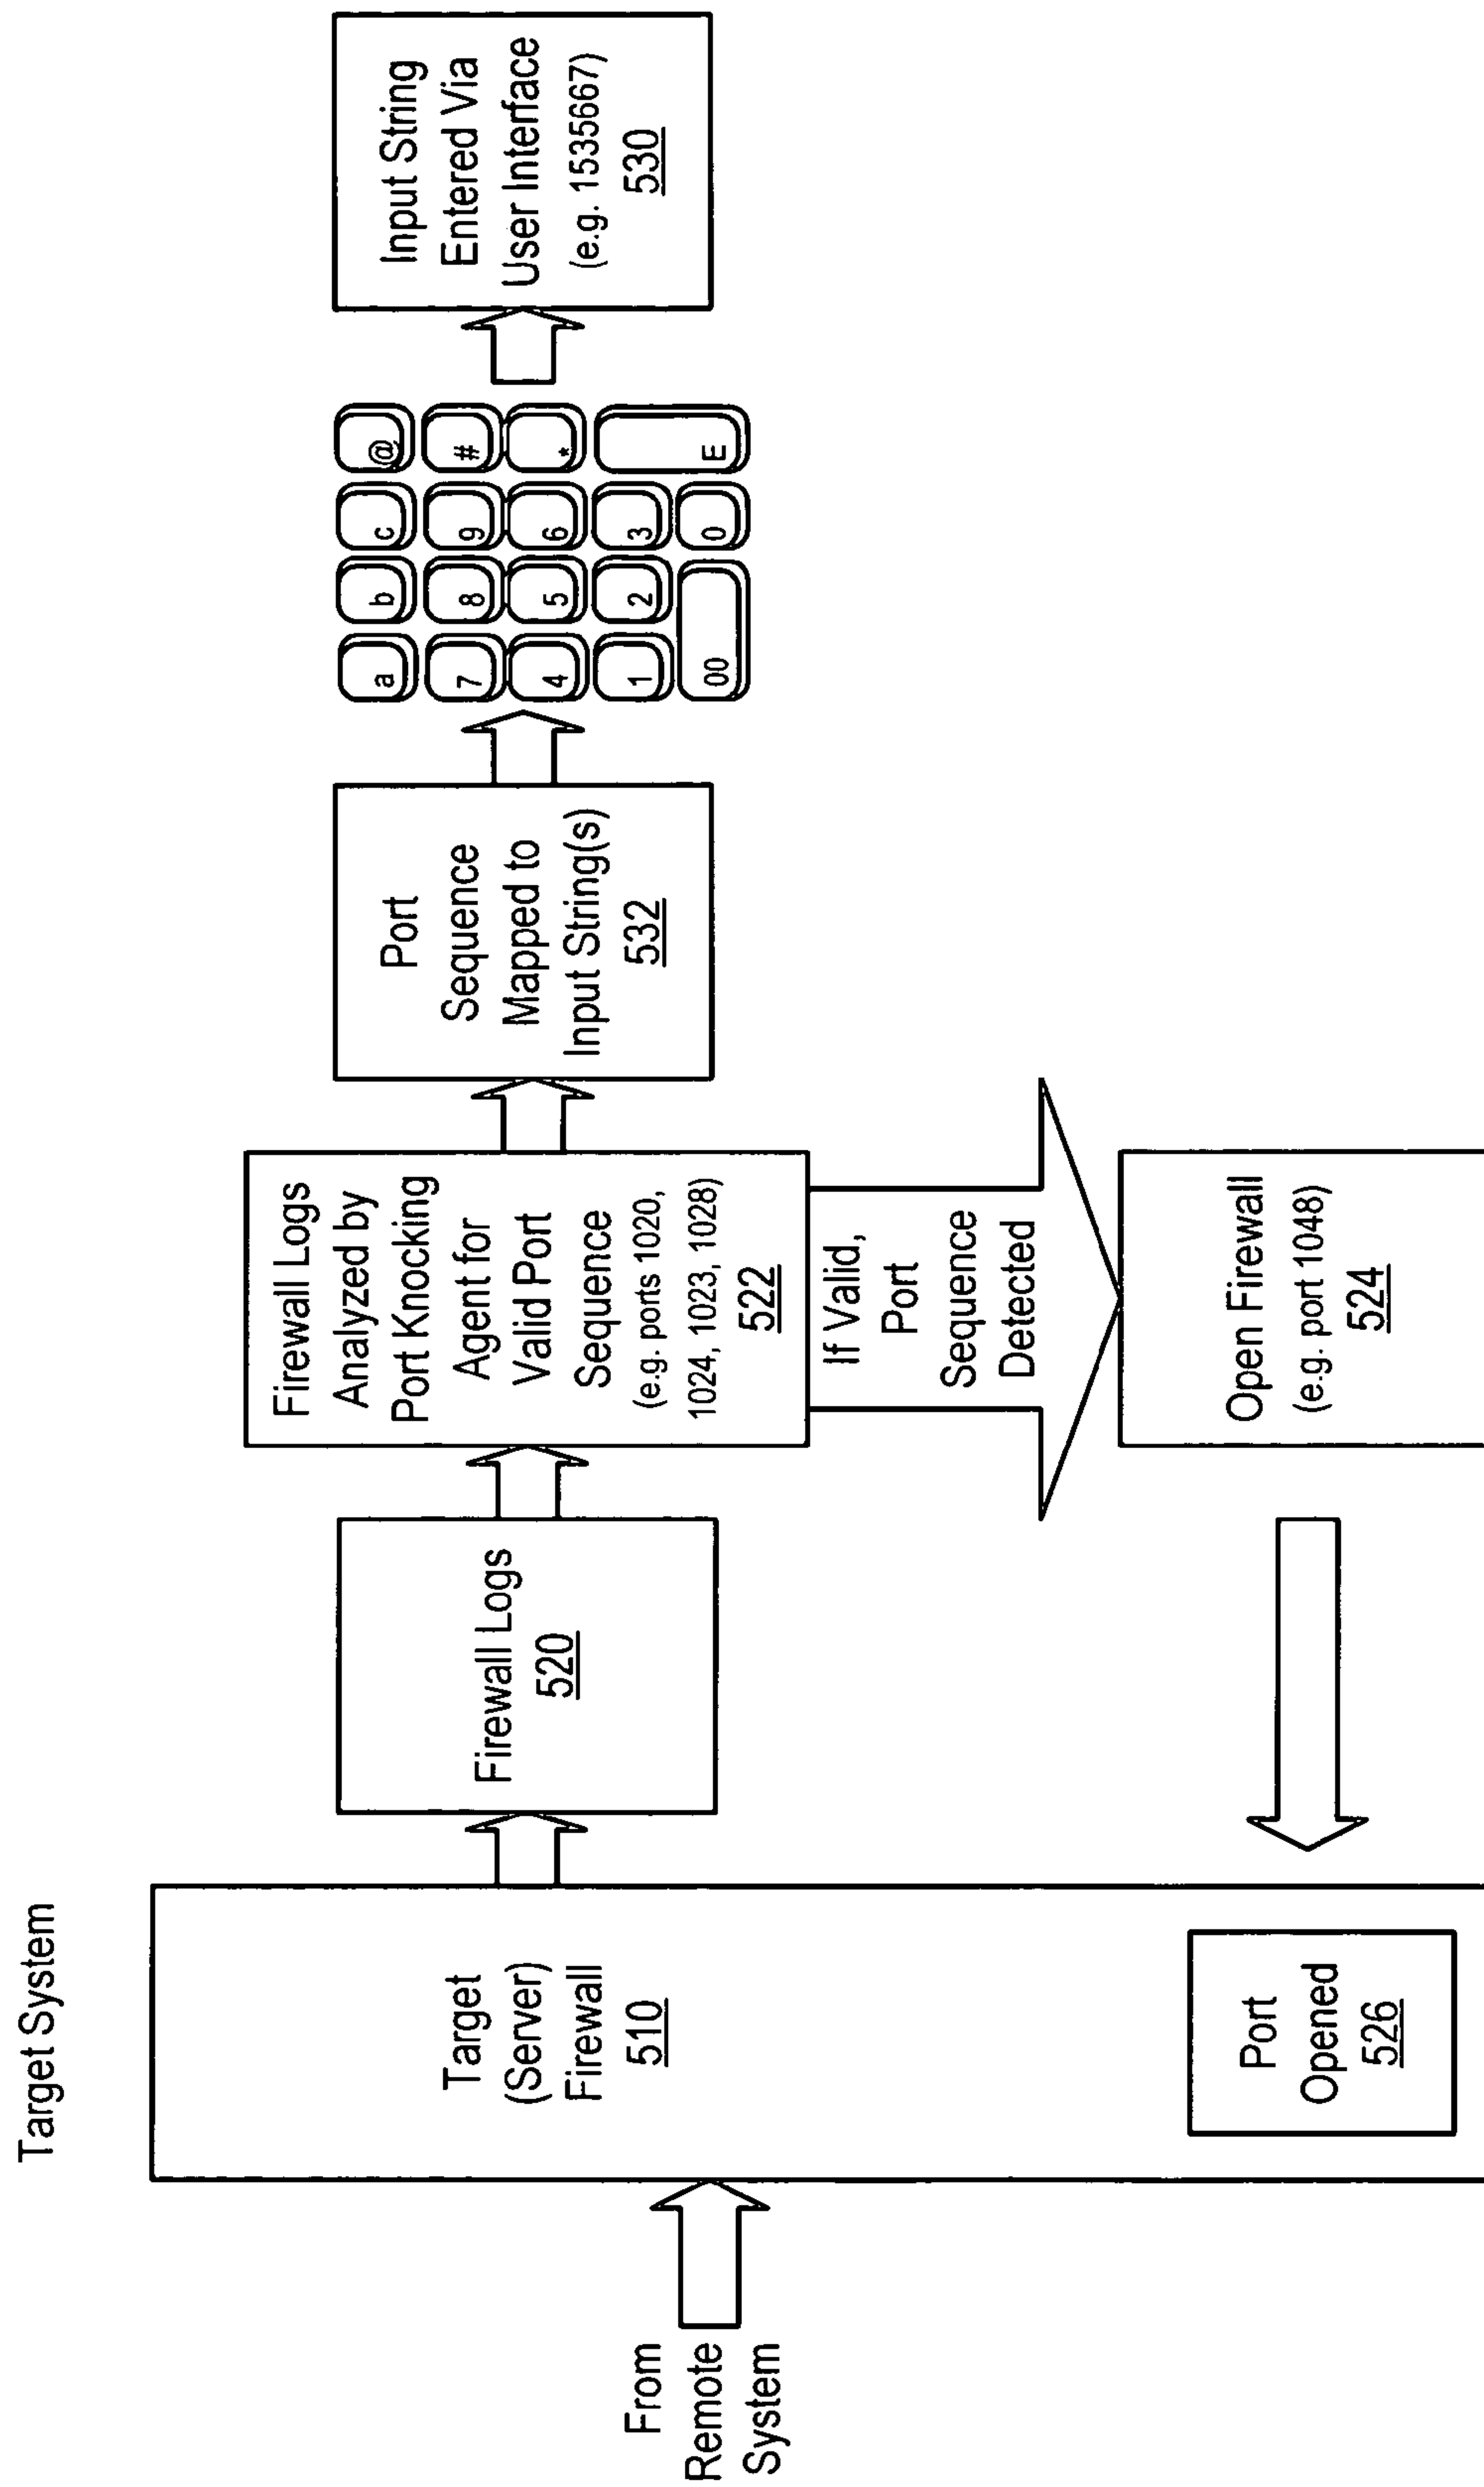 Target System
From
Remote
System
Target
(Server)
Firewall
510
Port
Opened
526
Firewall Logs
520
Firewall Logs
Analyzed by
Port Knocking
Agent for
Valid Port
Sequence
(e.g. ports 1020,
1024, 1023, 1028)
522
If Valid,
Port
Sequence
Detected
Open Firewall
(e.g. port 1048)
524
Port
Sequence
Mapped to
Input String(s)
532
a b c @
7 8 9 #
4 5 6 *
1 2 3 E
00 0
Input String
Entered Via
User Interface
(e.g. 1535667)
530